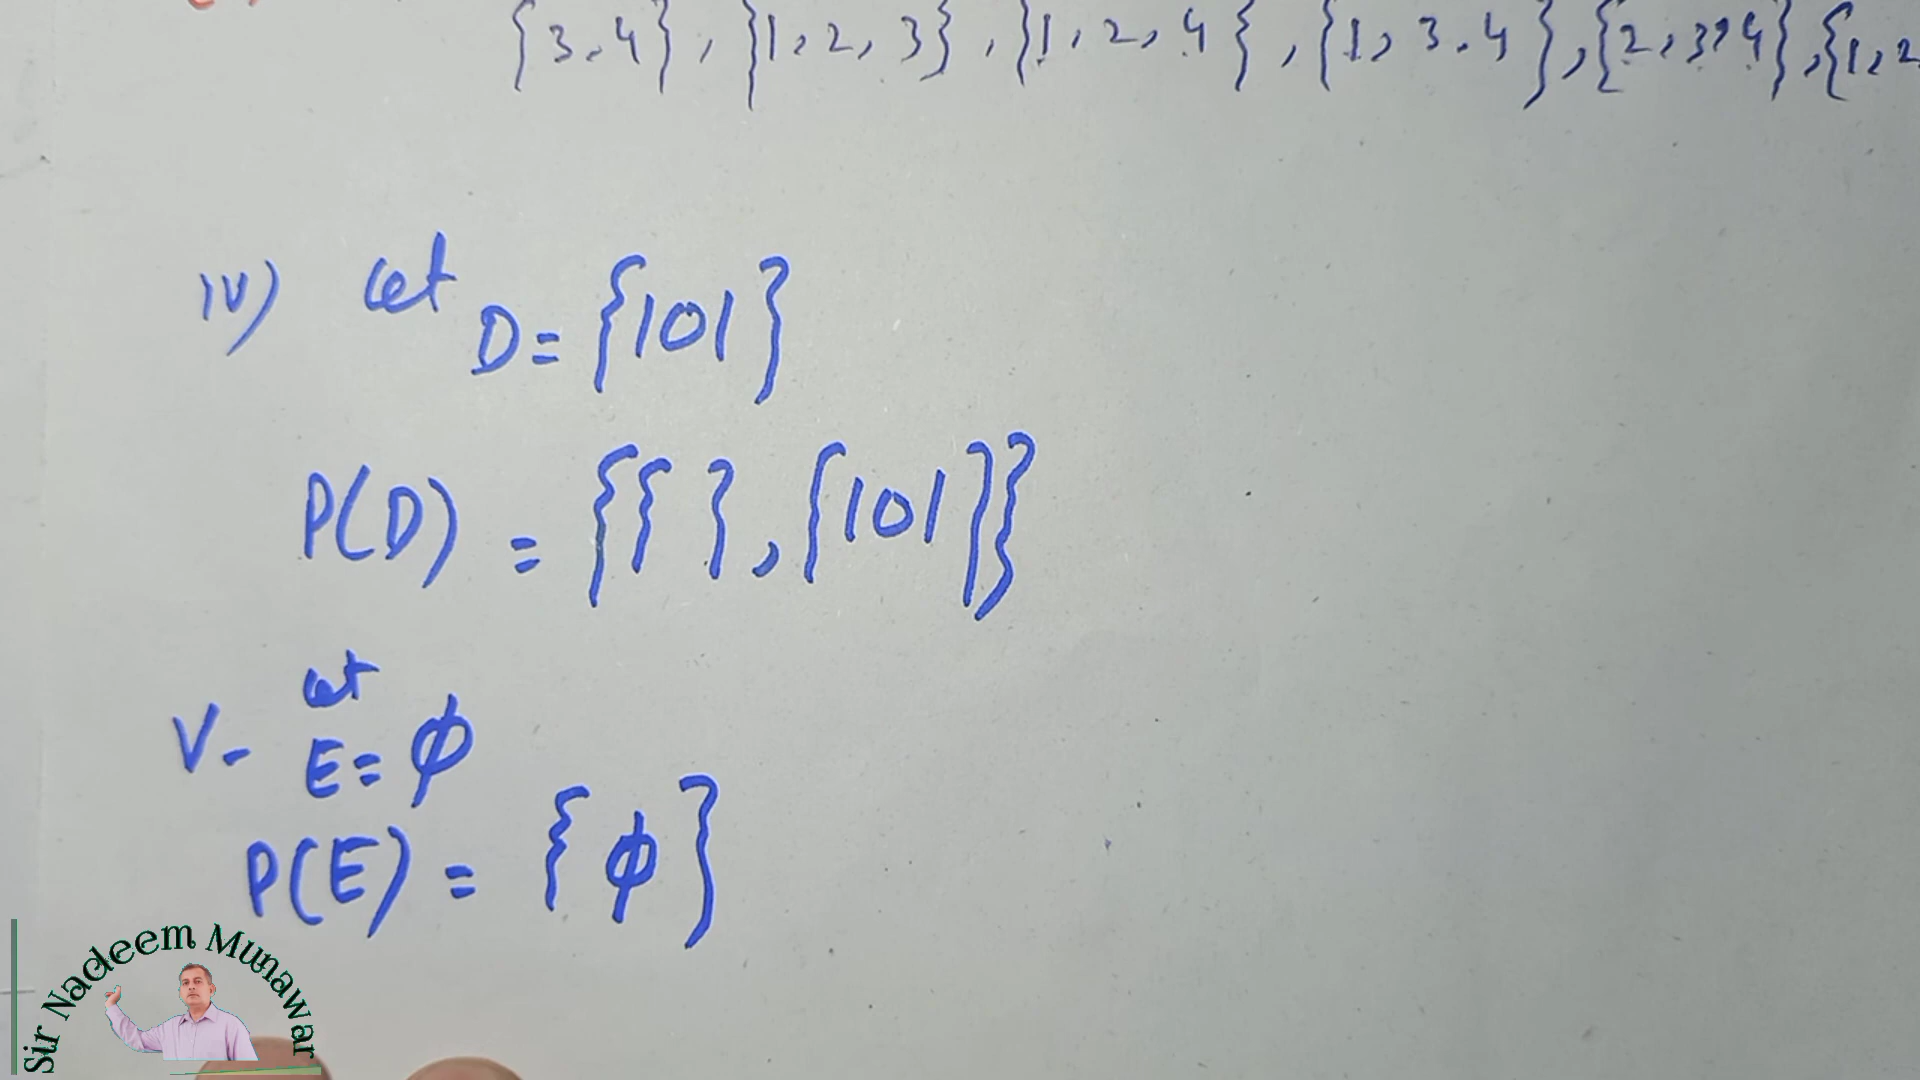 {3,4}, {1,2,3}, {1,2,4}, {1,3,4}, {2,3,4}, {1,2
iv) let D = {101}
P(D) = {{ }, {101}}
V- let E = ϕ
P(E) = {ϕ}
Sir Nadeem Munawar